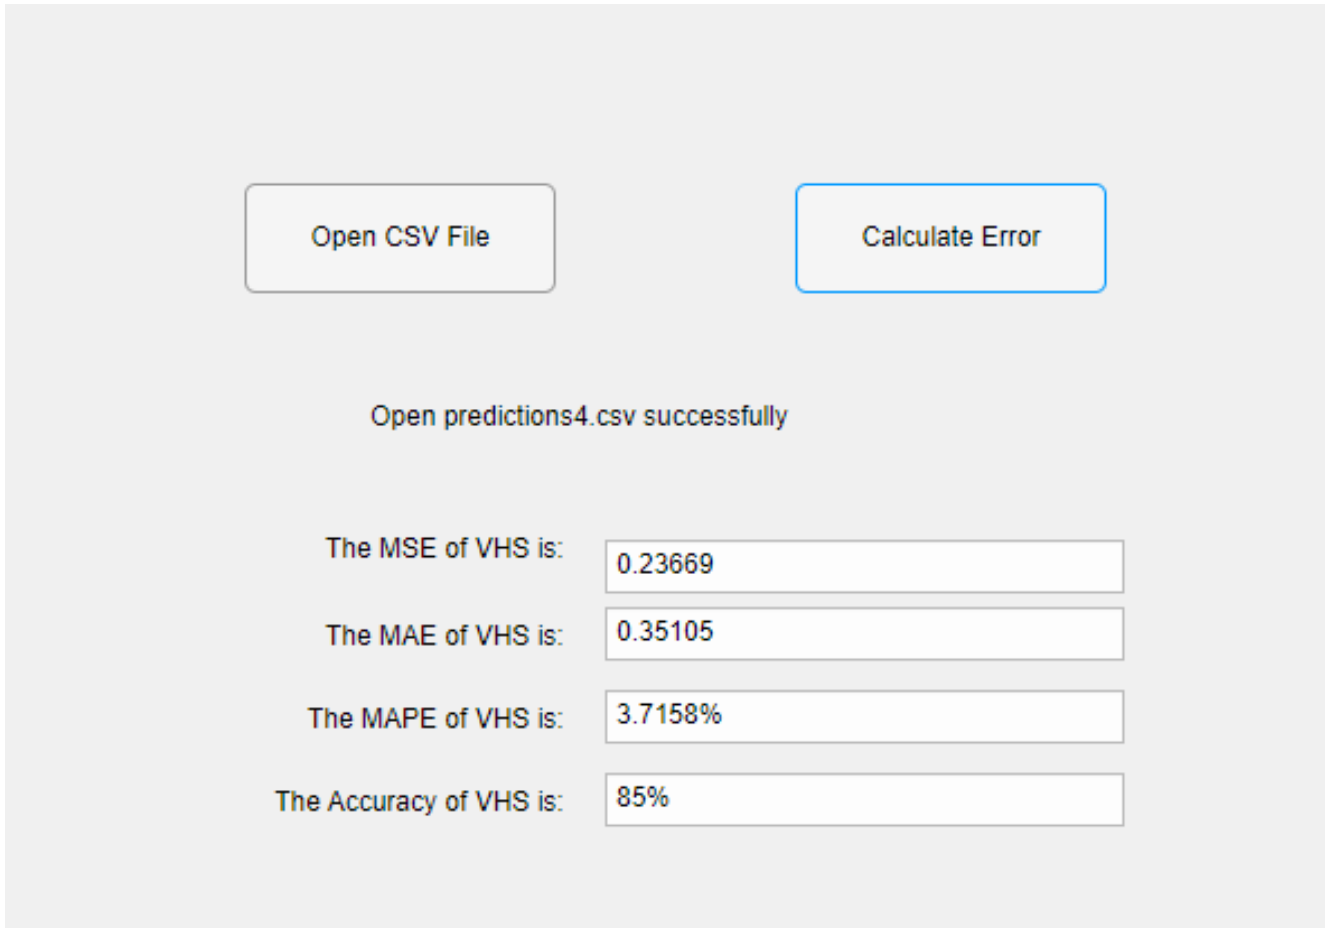 Open CSV File
Calculate Error
Open predictions4.csv successfully
The MSE of VHS is:
0.23669
The MAE of VHS is:
0.35105
The MAPE of VHS is:
3.7158%
The Accuracy of VHS is:
85%